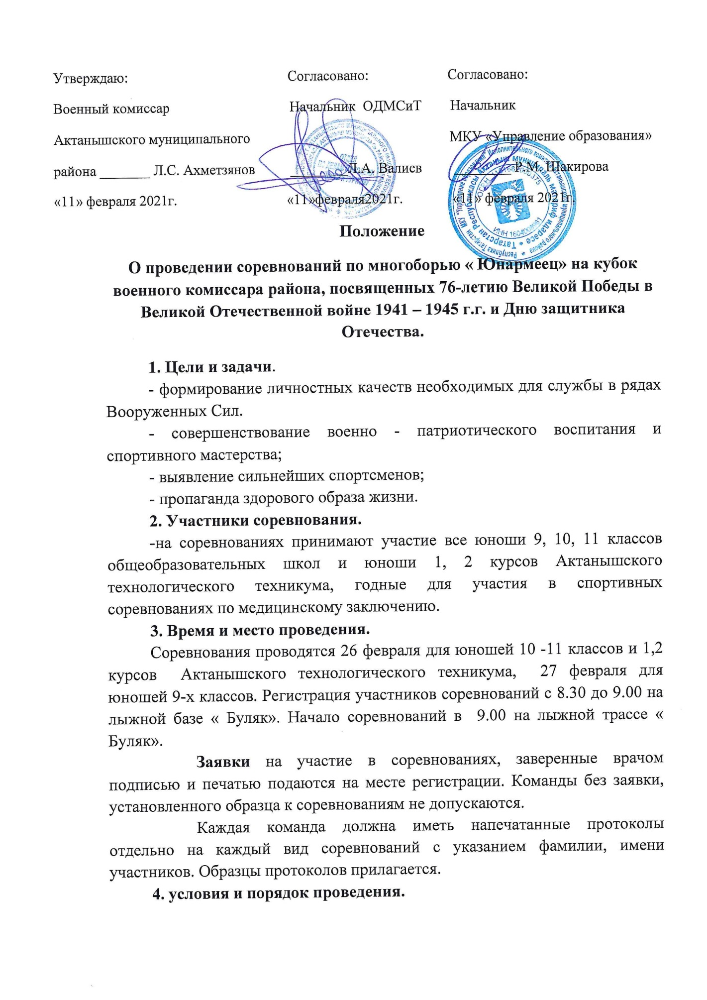 Утверждаю:
Военный комиссар
Актанышского муниципального
района _______ Л.С. Ахметзянов
«11» февраля 2021г.
Согласовано:
Начальник ОДМСиТ
________Л.А. Валиев
«11»февраля2021г.
Согласовано:
Начальник
МКУ «Управление образования»
________Р.М. Шакирова
«11» февраля 2021г.
ИНН 1604008981
Положение
О проведении соревнований по многоборью « Юнармеец» на кубок
военного комиссара района, посвященных 76-летию Великой Победы в
Великой Отечественной войне 1941 – 1945 г.г. и Дню защитника
Отечества.
1. Цели и задачи.
- формирование личностных качеств необходимых для службы в рядах
Вооруженных Сил.
- совершенствование военно - патриотического воспитания и
спортивного мастерства;
- выявление сильнейших спортсменов;
- пропаганда здорового образа жизни.
2. Участники соревнования.
-на соревнованиях принимают участие все юноши 9, 10, 11 классов
общеобразовательных школ и юноши 1, 2 курсов Актанышского
технологического техникума, годные для участия в спортивных
соревнованиях по медицинскому заключению.
3. Время и место проведения.
Соревнования проводятся 26 февраля для юношей 10 -11 классов и 1,2
курсов Актанышского технологического техникума, 27 февраля для
юношей 9-х классов. Регистрация участников соревнований с 8.30 до 9.00 на
лыжной базе « Буляк». Начало соревнований в 9.00 на лыжной трассе «
Буляк».
Заявки на участие в соревнованиях, заверенные врачом
подписью и печатью подаются на месте регистрации. Команды без заявки,
установленного образца к соревнованиям не допускаются.
Каждая команда должна иметь напечатанные протоколы
отдельно на каждый вид соревнований с указанием фамилии, имени
участников. Образцы протоколов прилагается.
4. условия и порядок проведения.